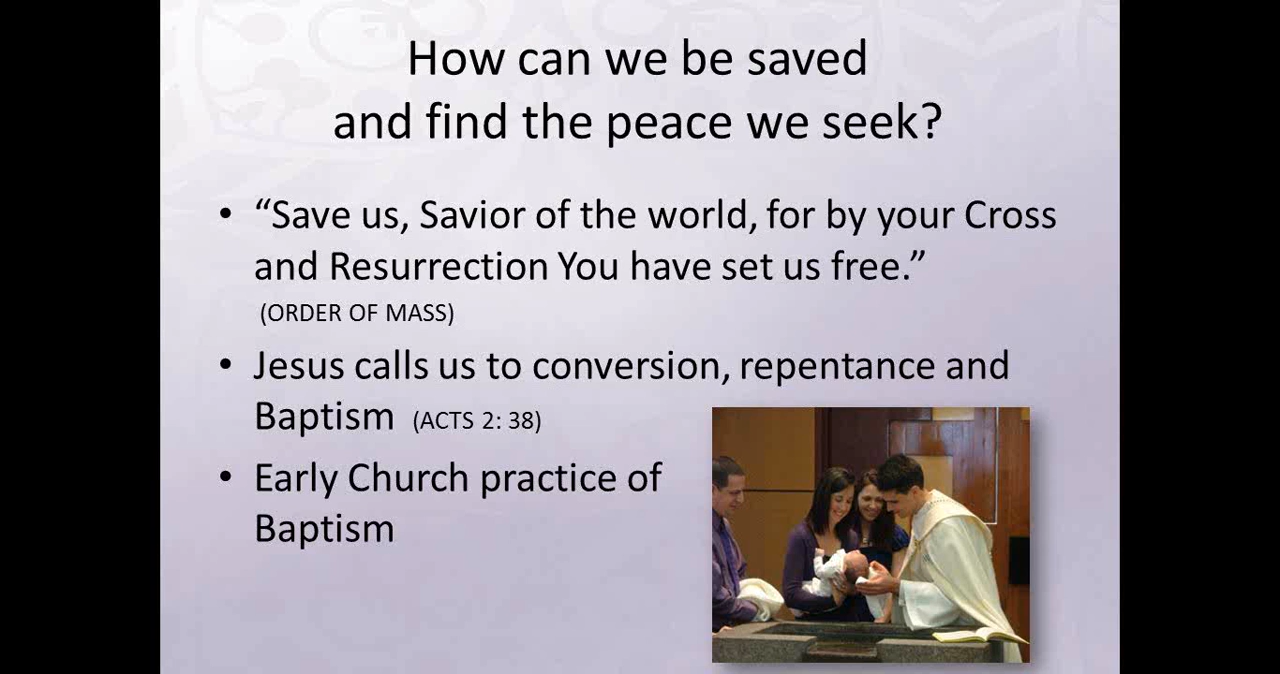 How can we be saved
and find the peace we seek?
• “Save us, Savior of the world, for by your Cross
and Resurrection You have set us free.”
(ORDER OF MASS)
• Jesus calls us to conversion, repentance and
Baptism (ACTS 2: 38)
• Early Church practice of
Baptism